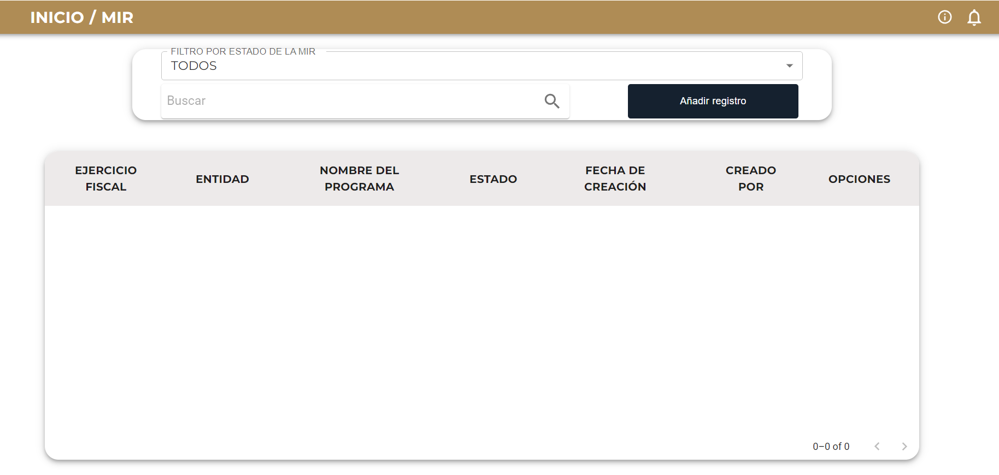 INICIO / MIR
FILTRO POR ESTADO DE LA MIR
TODOS
Buscar
Añadir registro
EJERCICIO
FISCAL
ENTIDAD
NOMBRE DEL
PROGRAMA
ESTADO
FECHA DE
CREACIÓN
CREADO
POR
OPCIONES
0–0 of 0